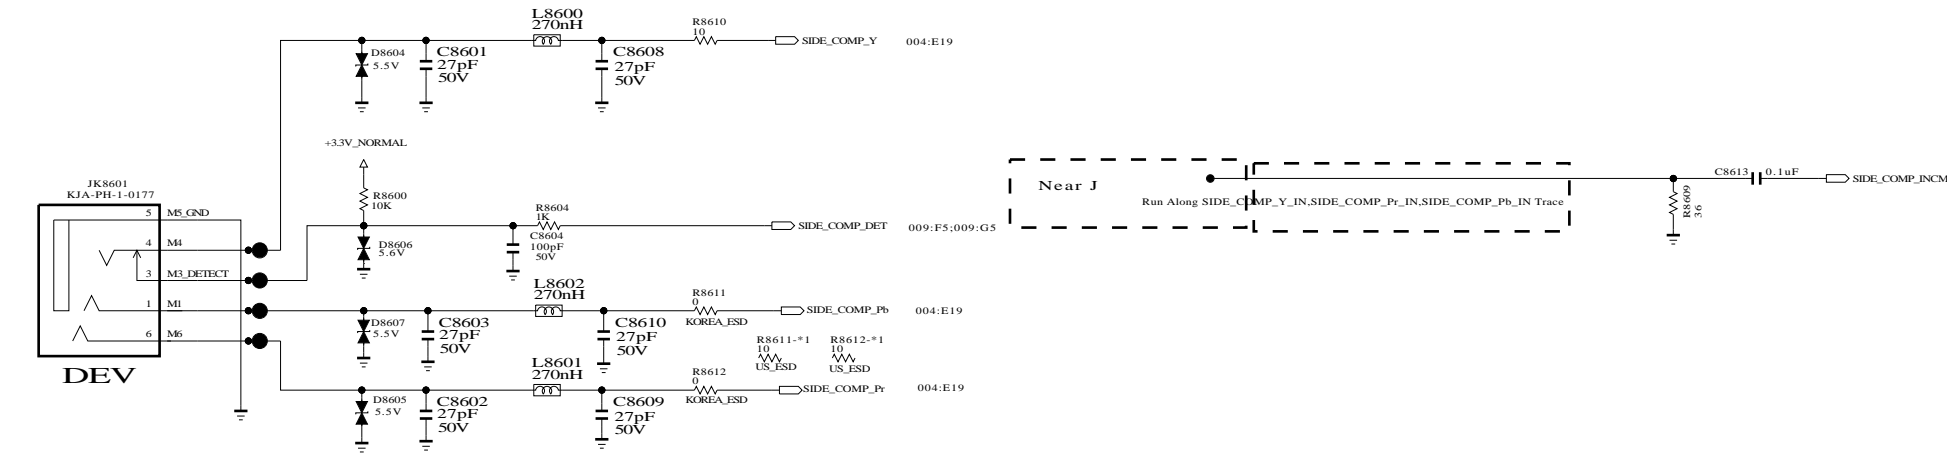 L8600
270nH
R8610
10
SIDE_COMP_Y
004:E19
D8604
5.5V
C8601
27pF
50V
C8608
27pF
50V
+3.3V_NORMAL
R8600
10K
JK8601
KJA-PH-1-0177
5 M5_GND
4 M4
3 M3_DETECT
1 M1
6 M6
DEV
R8604
1K
C8604
100pF
50V
SIDE_COMP_DET
009:F5;009:G5
D8606
5.6V
L8602
270nH
R8611
0
KOREA_ESD
SIDE_COMP_Pb
004:E19
D8607
5.5V
C8603
27pF
50V
C8610
27pF
50V
R8611-*1
10
US_ESD
R8612-*1
10
US_ESD
L8601
270nH
R8612
0
KOREA_ESD
SIDE_COMP_Pr
004:E19
D8605
5.5V
C8602
27pF
50V
C8609
27pF
50V
Near J
Run Along SIDE_COMP_Y_IN,SIDE_COMP_Pr_IN,SIDE_COMP_Pb_IN Trace
C8613
0.1uF
SIDE_COMP_INCM
R8609
36